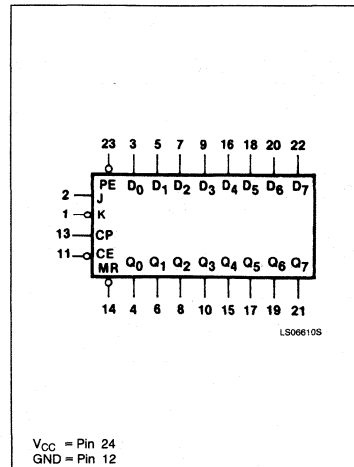 23 3 5 7 9 16 18 20 22
PE D0 D1 D2 D3 D4 D5 D6 D7
2 J
1 K
13 CP
11 CE
MR Q0 Q1 Q2 Q3 Q4 Q5 Q6 Q7
14 4 6 8 10 15 17 19 21
LS06610S
VCC = Pin 24
GND = Pin 12